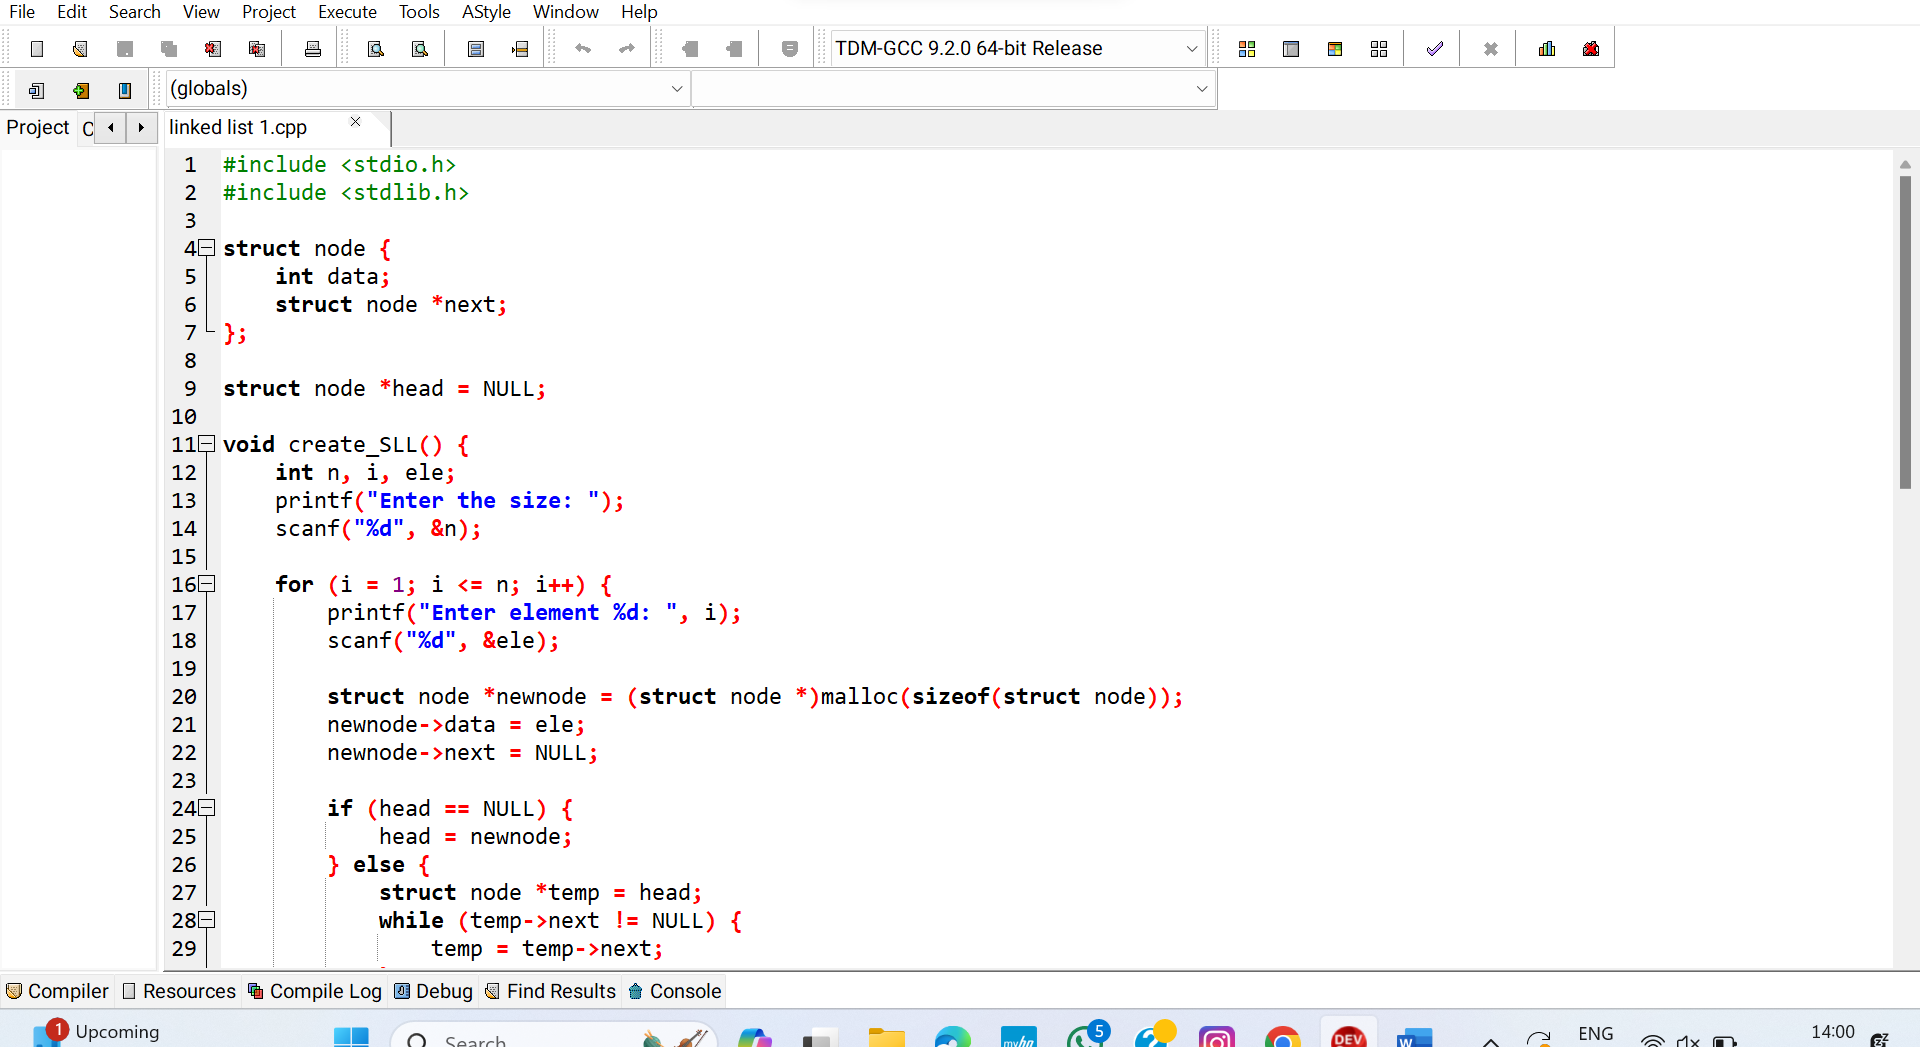 File Edit Search View Project Execute Tools AStyle Window Help
TDM-GCC 9.2.0 64-bit Release
(globals)
Project C linked list 1.cpp
1 #include <stdio.h>
2 #include <stdlib.h>
3
4 struct node {
5 int data;
6 struct node *next;
7 };
8
9 struct node *head = NULL;
10
11 void create_SLL() {
12 int n, i, ele;
13 printf("Enter the size: ");
14 scanf("%d", &n);
15
16 for (i = 1; i <= n; i++) {
17 printf("Enter element %d: ", i);
18 scanf("%d", &ele);
19
20 struct node *newnode = (struct node *)malloc(sizeof(struct node));
21 newnode->data = ele;
22 newnode->next = NULL;
23
24 if (head == NULL) {
25 head = newnode;
26 } else {
27 struct node *temp = head;
28 while (temp->next != NULL) {
29 temp = temp->next;
Compiler Resources Compile Log Debug Find Results Console
1 Upcoming Search myhp 5 DEV W ENG 14:00